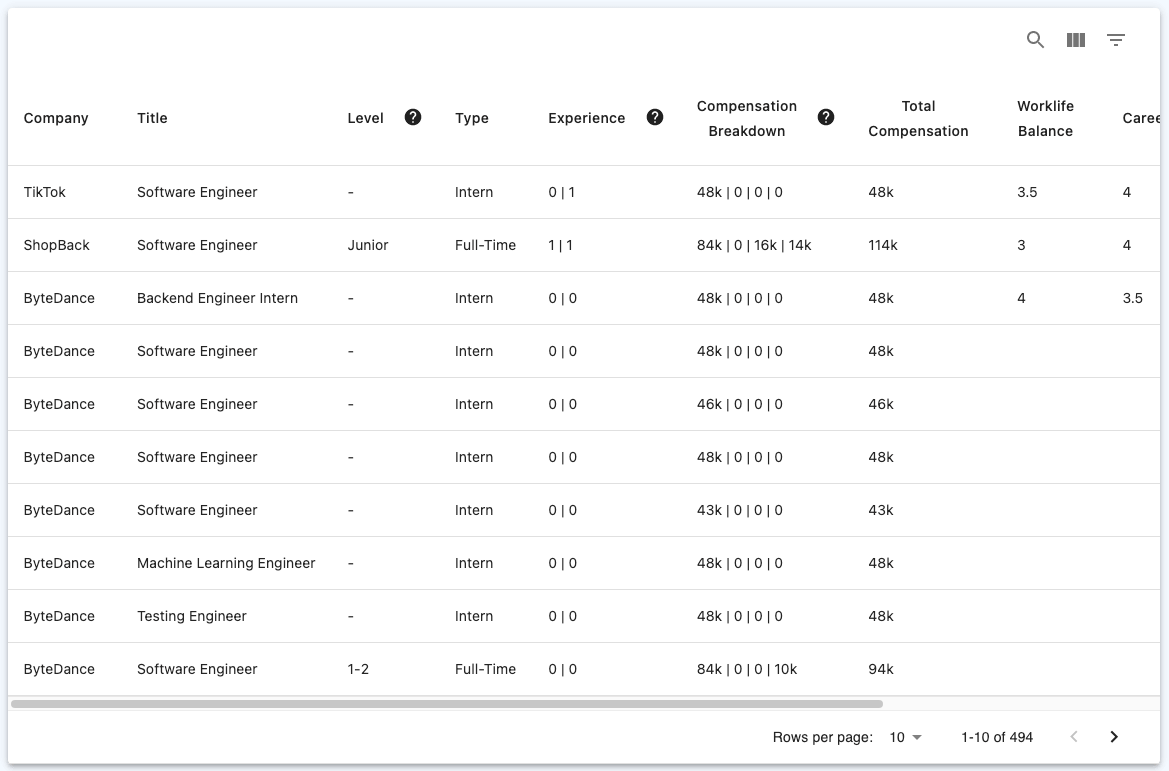 Company Title Level ? Type Experience ? Compensation Breakdown ? Total Compensation Worklife Balance Caree
TikTok Software Engineer - Intern 0 | 1 48k | 0 | 0 | 0 48k 3.5 4
ShopBack Software Engineer Junior Full-Time 1 | 1 84k | 0 | 16k | 14k 114k 3 4
ByteDance Backend Engineer Intern - Intern 0 | 0 48k | 0 | 0 | 0 48k 4 3.5
ByteDance Software Engineer - Intern 0 | 0 48k | 0 | 0 | 0 48k
ByteDance Software Engineer - Intern 0 | 0 46k | 0 | 0 | 0 46k
ByteDance Software Engineer - Intern 0 | 0 48k | 0 | 0 | 0 48k
ByteDance Software Engineer - Intern 0 | 0 43k | 0 | 0 | 0 43k
ByteDance Machine Learning Engineer - Intern 0 | 0 48k | 0 | 0 | 0 48k
ByteDance Testing Engineer - Intern 0 | 0 48k | 0 | 0 | 0 48k
ByteDance Software Engineer 1-2 Full-Time 0 | 0 84k | 0 | 0 | 10k 94k
Rows per page: 10 1-10 of 494